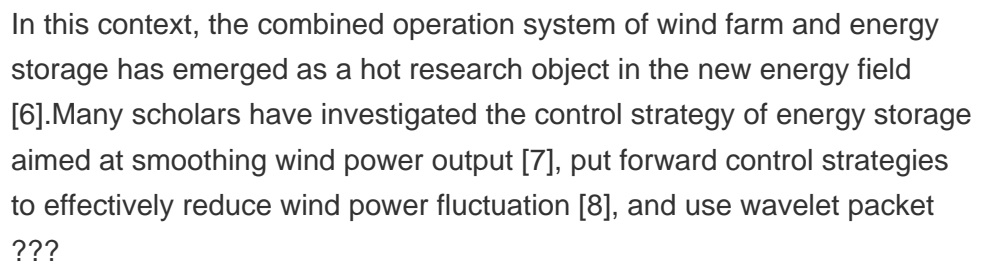 In this context, the combined operation system of wind farm and energy
storage has emerged as a hot research object in the new energy field
[6].Many scholars have investigated the control strategy of energy storage
aimed at smoothing wind power output [7], put forward control strategies
to effectively reduce wind power fluctuation [8], and use wavelet packet
???